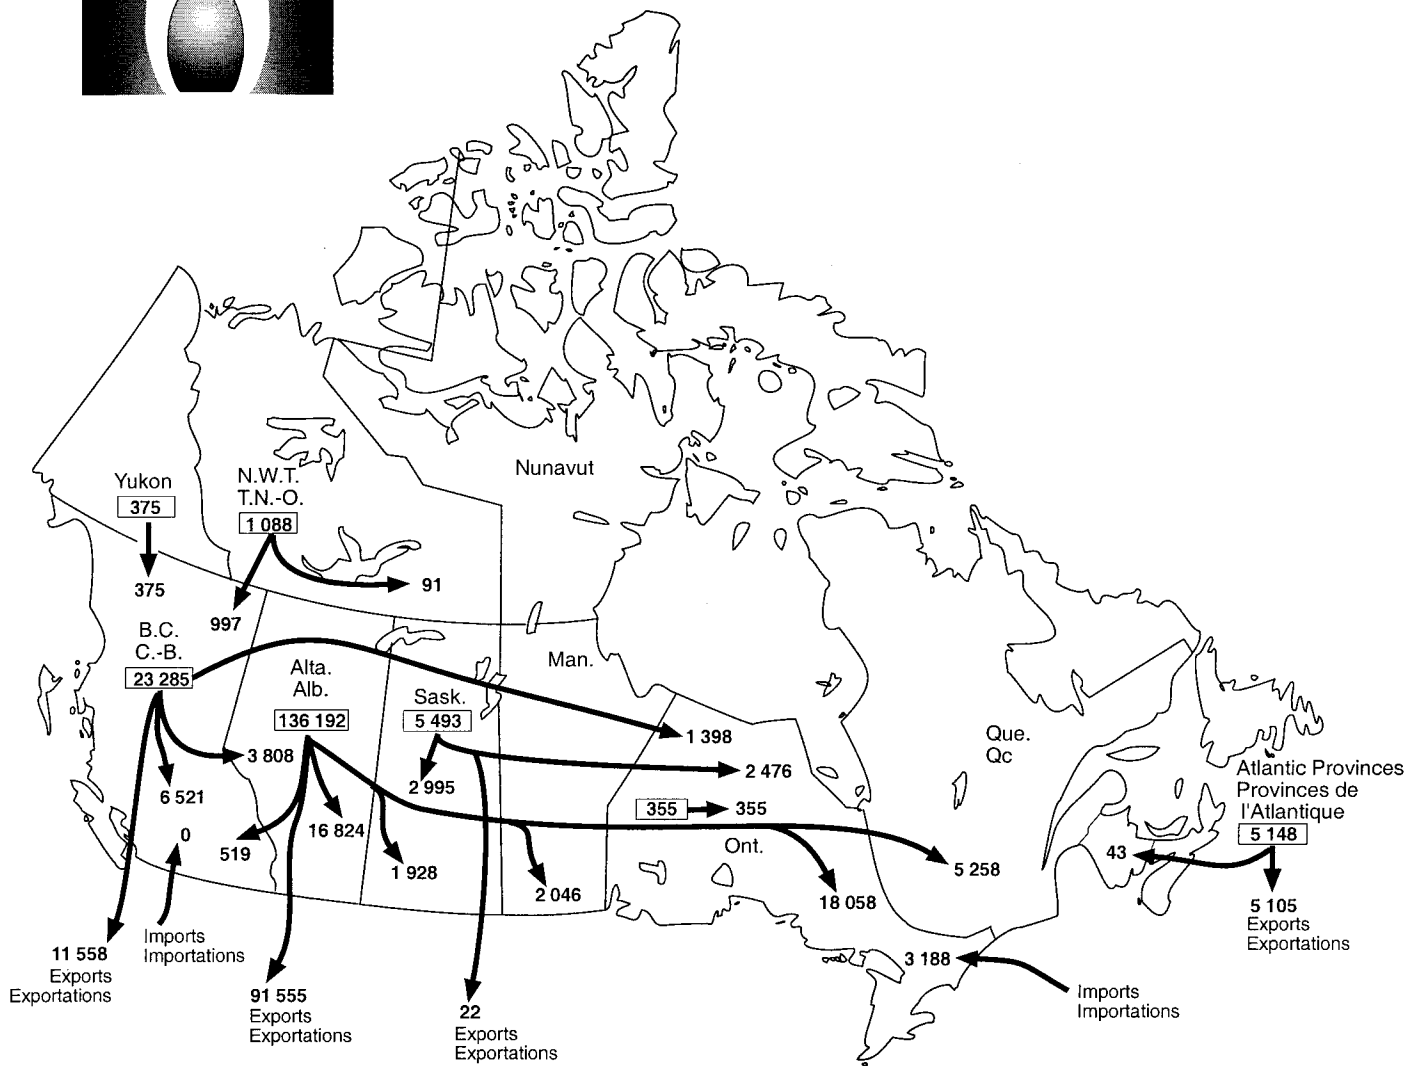 Nunavut
Yukon
375
375
N.W.T.
T.N.-O.
1 088
91
997
B.C.
C.-B.
23 285
Alta.
Alb.
136 192
Sask.
5 493
Man.
1 398
3 808
6 521
2 995
2 476
355
355
0
519
16 824
1 928
2 046
Ont.
18 058
5 258
Que.
Qc
Atlantic Provinces
Provinces de
l'Atlantique
5 148
43
5 105
Exports
Exportations
Imports
Importations
11 558
Exports
Exportations
91 555
Exports
Exportations
22
Exports
Exportations
3 188
Imports
Importations